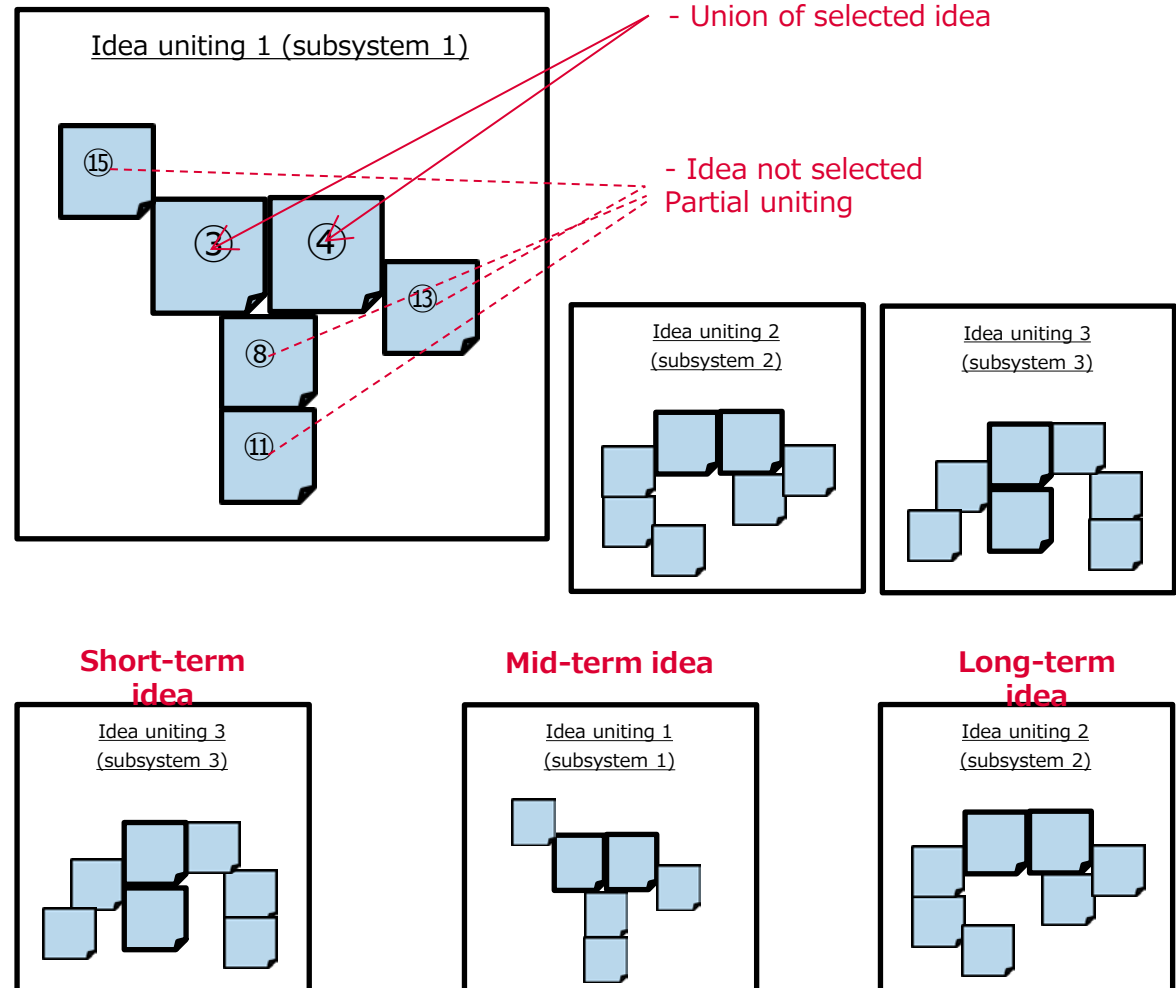 - Union of selected idea
Idea uniting 1 (subsystem 1)
⑮
- Idea not selected
Partial uniting
③
④
⑬
⑧
⑪
Idea uniting 2
(subsystem 2)
Idea uniting 3
(subsystem 3)
Short-term
idea
Mid-term idea
Long-term
idea
Idea uniting 3
(subsystem 3)
Idea uniting 1
(subsystem 1)
Idea uniting 2
(subsystem 2)